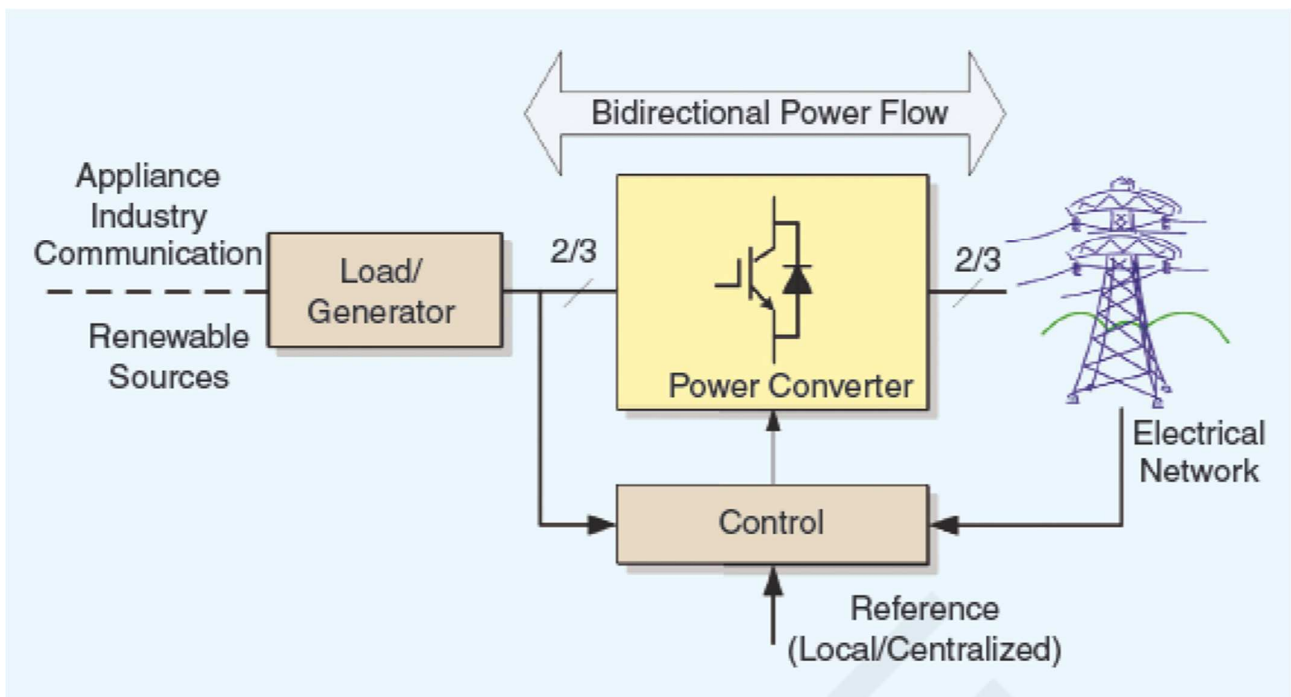 Bidirectional Power Flow
Appliance
Industry
Communication
Renewable
Sources
Load/
Generator
2/3
Power Converter
2/3
Electrical
Network
Control
Reference
(Local/Centralized)